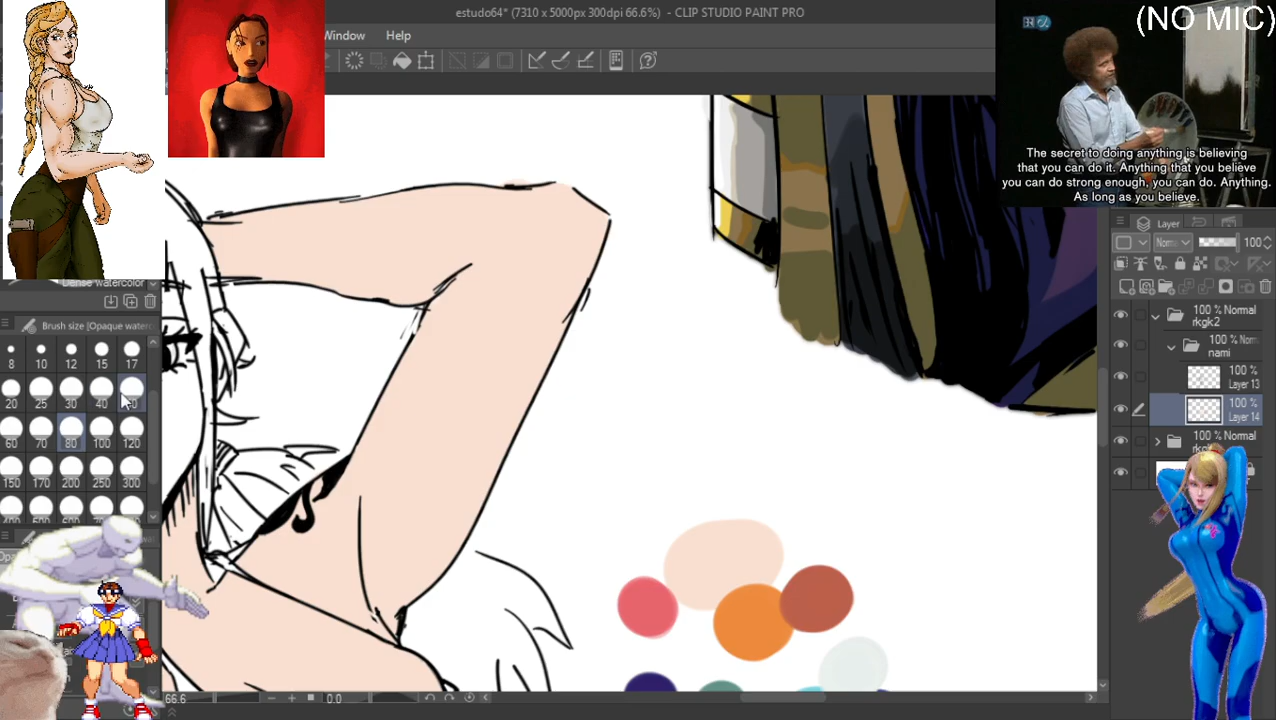 estudo64* (7310 x 5000px 300dpi 66.6%) - CLIP STUDIO PAINT PRO
(NO MIC)
Window Help
The secret to doing anything is believing
that you can do it. Anything that you believe
you can do strong enough, you can do. Anything.
As long as you believe.
Layer
100
Dense watercolor
Brush size [Opaque waterc
8 10 12 15 17
20 25 30 40
60 70 80 100 120
150 170 200 250 300
100 % Normal
rkgk2
100 % Norm
nami
100 %
Layer 13
100 %
Layer 14
100 % Normal
66.6
0.0